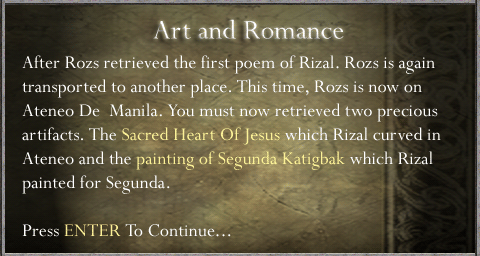 Art and Romance
After Rozs retrieved the first poem of Rizal. Rozs is again
transported to another place. This time, Rozs is now on
Ateneo De Manila. You must now retrieved two precious
artifacts. The Sacred Heart Of Jesus which Rizal curved in
Ateneo and the painting of Segunda Katigbak which Rizal
painted for Segunda.
Press ENTER To Continue...